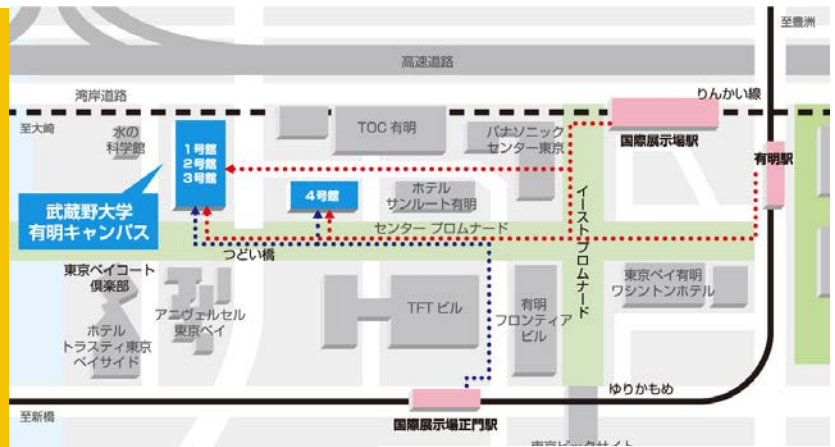 至豊洲
高速道路
湾岸道路
りんかい線
至大崎
水の
科学館
1号館
2号館
3号館
TOC 有明
パナソニック
センター東京
国際展示場駅
有明駅
武蔵野大学
有明キャンパス
4号館
ホテル
サンルート有明
イースト プロムナード
センター プロムナード
つどい橋
東京ベイコート
倶楽部
アニヴェルセル
東京ベイ
TFT ビル
有明
フロンティア
ビル
東京ベイ有明
ワシントンホテル
ホテル
トラスティ東京
ベイサイド
ゆりかもめ
至新橋
国際展示場正門駅